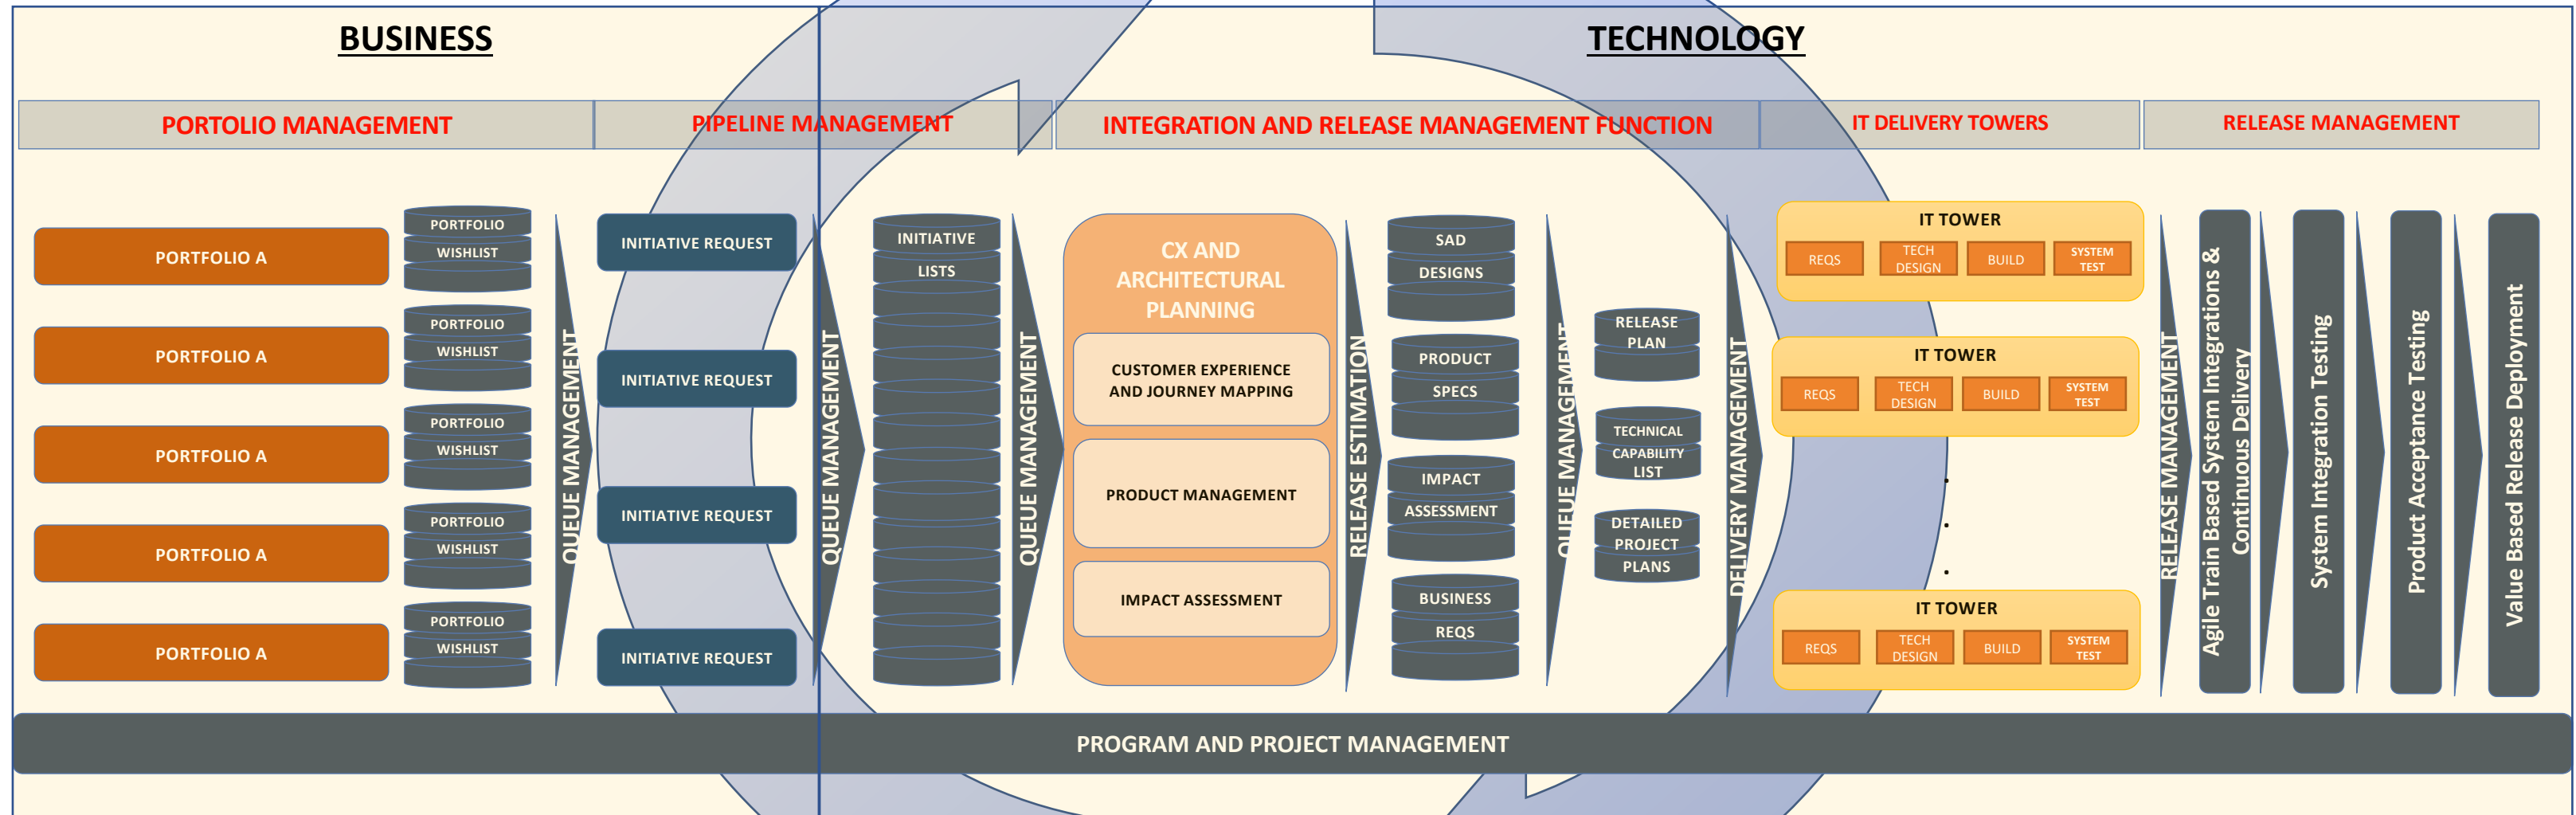 BUSINESS
TECHNOLOGY
PORTOLIO MANAGEMENT
PIPELINE MANAGEMENT
INTEGRATION AND RELEASE MANAGEMENT FUNCTION
IT DELIVERY TOWERS
RELEASE MANAGEMENT
PORTFOLIO A
PORTFOLIO A
PORTFOLIO A
PORTFOLIO A
PORTFOLIO A
PORTFOLIO
WISHLIST
PORTFOLIO
WISHLIST
PORTFOLIO
WISHLIST
PORTFOLIO
WISHLIST
PORTFOLIO
WISHLIST
QUEUE MANAGEMENT
INITIATIVE REQUEST
INITIATIVE REQUEST
INITIATIVE REQUEST
INITIATIVE REQUEST
QUEUE MANAGEMENT
INITIATIVE
LISTS
QUEUE MANAGEMENT
CX AND
ARCHITECTURAL
PLANNING
CUSTOMER EXPERIENCE
AND JOURNEY MAPPING
PRODUCT MANAGEMENT
IMPACT ASSESSMENT
RELEASE ESTIMATION
SAD
DESIGNS
PRODUCT
SPECS
IMPACT
ASSESSMENT
BUSINESS
REQS
QUEUE MANAGEMENT
RELEASE
PLAN
TECHNICAL
CAPABILITY
LIST
DETAILED
PROJECT
PLANS
DELIVERY MANAGEMENT
IT TOWER
REQS
TECH
DESIGN
BUILD
SYSTEM
TEST
IT TOWER
REQS
TECH
DESIGN
BUILD
SYSTEM
TEST
.
.
.
IT TOWER
REQS
TECH
DESIGN
BUILD
SYSTEM
TEST
RELEASE MANAGEMENT
Agile Train Based System Integrations &
Continuous Delivery
System Integration Testing
Product Acceptance Testing
Value Based Release Deployment
PROGRAM AND PROJECT MANAGEMENT